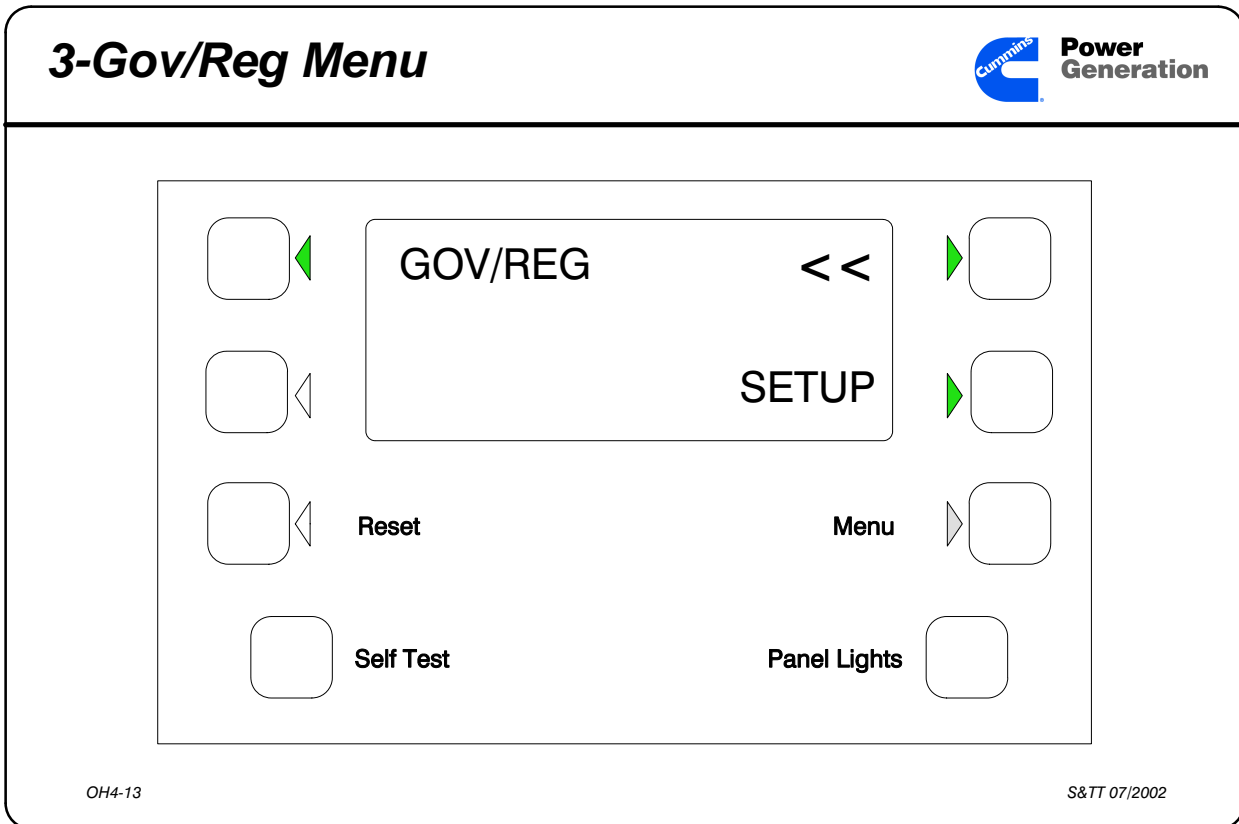 3-Gov/Reg Menu
Cummins
Power
Generation
GOV/REG <<
SETUP
Reset Menu
Self Test Panel Lights
OH4-13 S&TT 07/2002